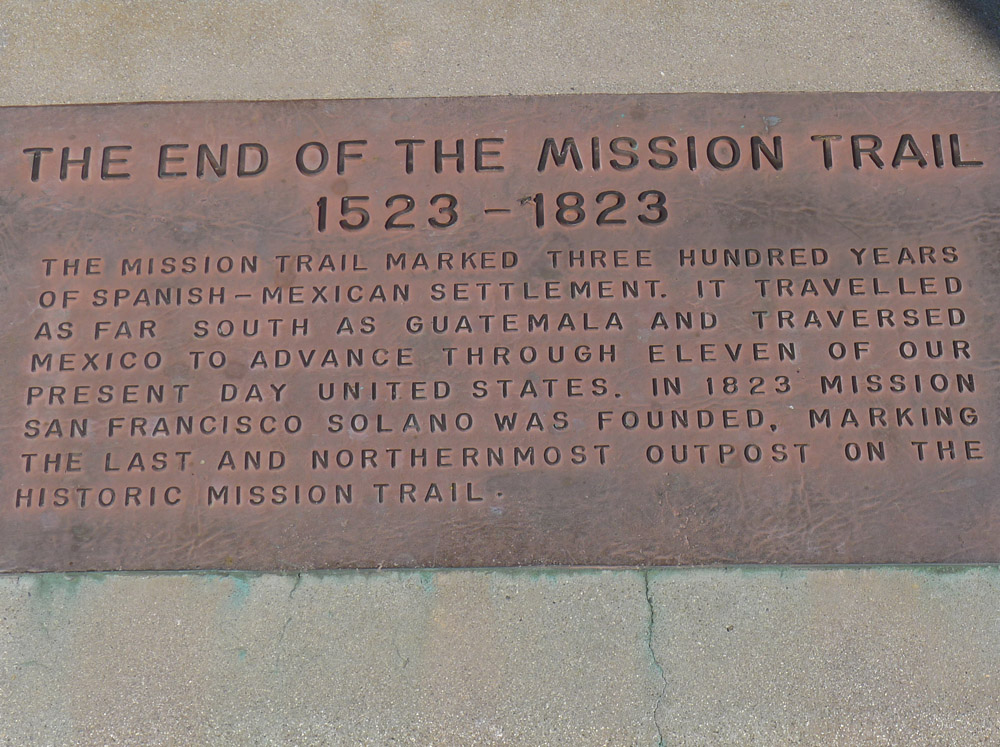 THE END OF THE MISSION TRAIL
1523 - 1823
THE MISSION TRAIL MARKED THREE HUNDRED YEARS
OF SPANISH - MEXICAN SETTLEMENT. IT TRAVELLED
AS FAR SOUTH AS GUATEMALA AND TRAVERSED
MEXICO TO ADVANCE THROUGH ELEVEN OF OUR
PRESENT DAY UNITED STATES. IN 1823 MISSION
SAN FRANCISCO SOLANO WAS FOUNDED, MARKING
THE LAST AND NORTHERNMOST OUTPOST ON THE
HISTORIC MISSION TRAIL.